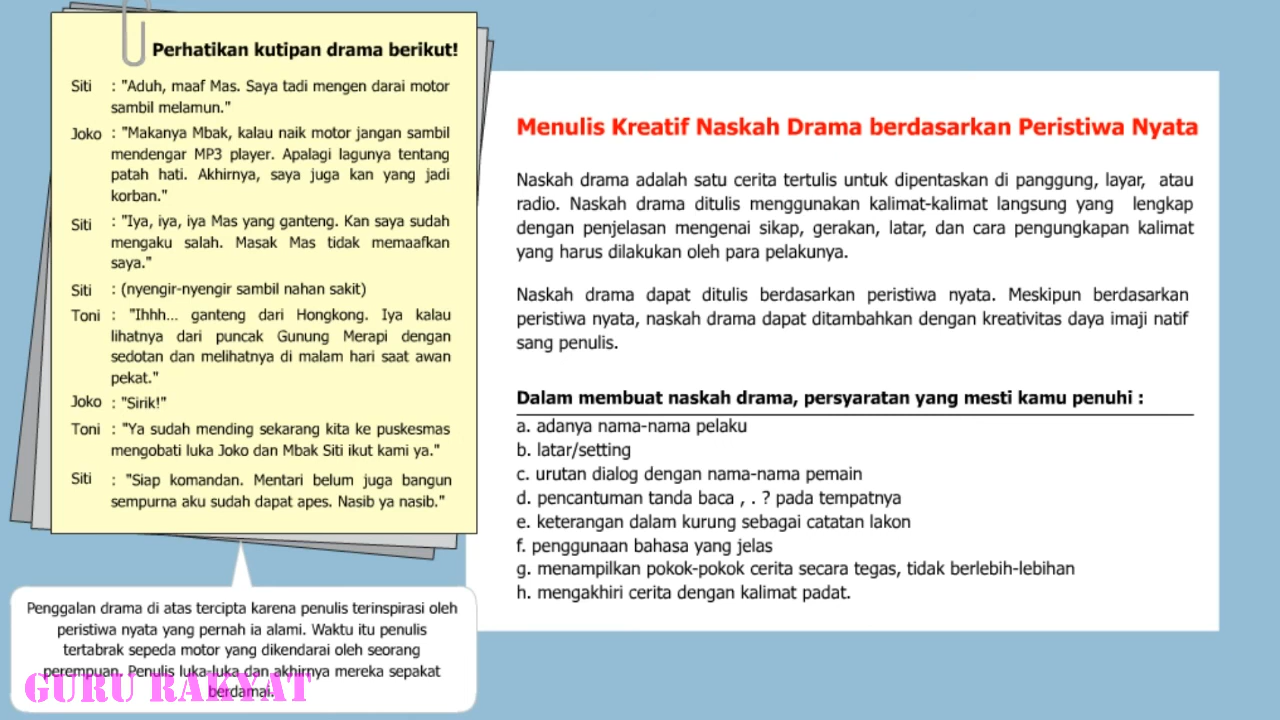 Perhatikan kutipan drama berikut!
Siti : "Aduh, maaf Mas. Saya tadi mengen darai motor
sambil melamun."
Joko : "Makanya Mbak, kalau naik motor jangan sambil
mendengar MP3 player. Apalagi lagunya tentang
patah hati. Akhirnya, saya juga kan yang jadi
korban."
Siti : "Iya, iya, iya Mas yang ganteng. Kan saya sudah
mengaku salah. Masak Mas tidak memaafkan
saya."
Siti : (nyengir-nyengir sambil nahan sakit)
Toni : "Ihhh... ganteng dari Hongkong. Iya kalau
lihatnya dari puncak Gunung Merapi dengan
sedotan dan melihatnya di malam hari saat awan
pekat."
Joko : "Sirik!"
Toni : "Ya sudah mending sekarang kita ke puskesmas
mengobati luka Joko dan Mbak Siti ikut kami ya."
Siti : "Siap komandan. Mentari belum juga bangun
sempurna aku sudah dapat apes. Nasib ya nasib."
Penggalan drama di atas tercipta karena penulis terinspirasi oleh
peristiwa nyata yang pernah ia alami. Waktu itu penulis
tertabrak sepeda motor yang dikendarai oleh seorang
perempuan. Penulis luka-luka dan akhirnya mereka sepakat
berdamai.
GURU RAKYAT
Menulis Kreatif Naskah Drama berdasarkan Peristiwa Nyata
Naskah drama adalah satu cerita tertulis untuk dipentaskan di panggung, layar, atau
radio. Naskah drama ditulis menggunakan kalimat-kalimat langsung yang lengkap
dengan penjelasan mengenai sikap, gerakan, latar, dan cara pengungkapan kalimat
yang harus dilakukan oleh para pelakunya.
Naskah drama dapat ditulis berdasarkan peristiwa nyata. Meskipun berdasarkan
peristiwa nyata, naskah drama dapat ditambahkan dengan kreativitas daya imaji natif
sang penulis.
Dalam membuat naskah drama, persyaratan yang mesti kamu penuhi :
a. adanya nama-nama pelaku
b. latar/setting
c. urutan dialog dengan nama-nama pemain
d. pencantuman tanda baca , . ? pada tempatnya
e. keterangan dalam kurung sebagai catatan lakon
f. penggunaan bahasa yang jelas
g. menampilkan pokok-pokok cerita secara tegas, tidak berlebih-lebihan
h. mengakhiri cerita dengan kalimat padat.